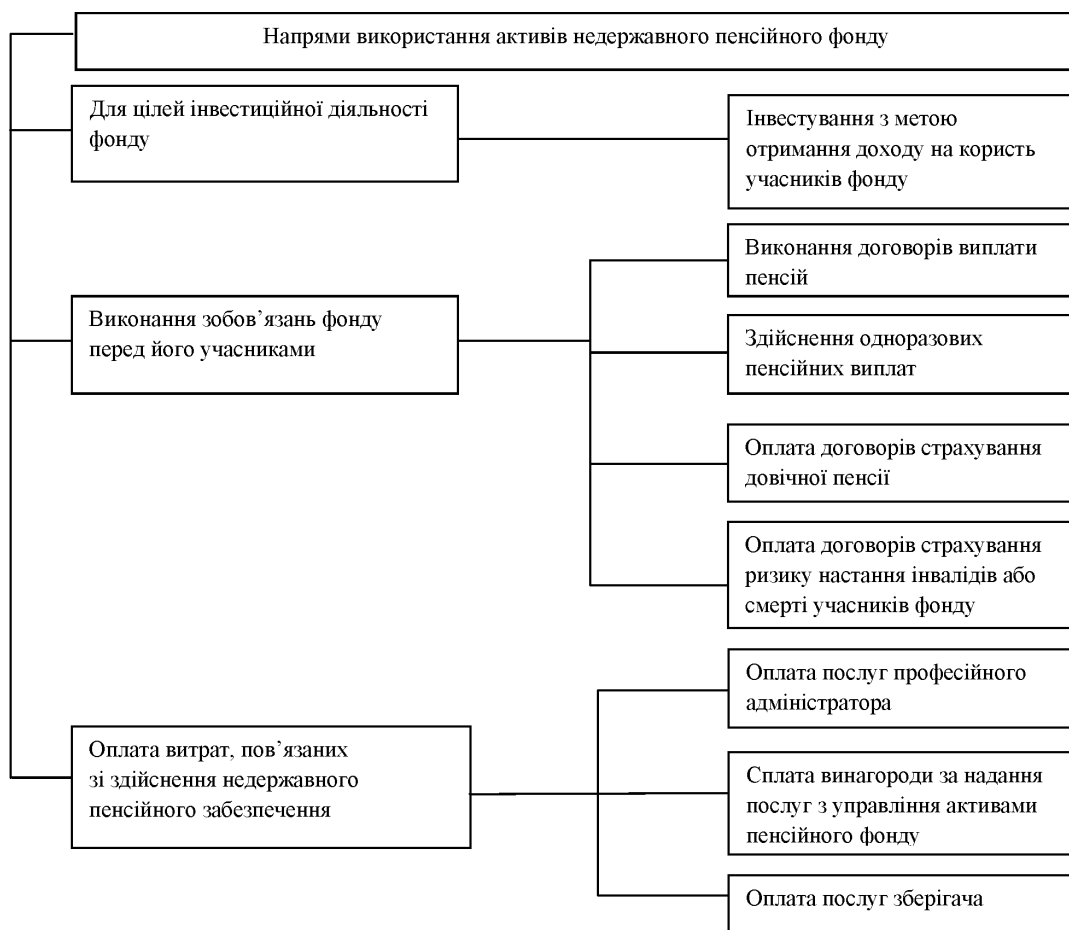 Напрями використання активів недержавного пенсійного фонду
Для цілей інвестиційної діяльності
фонду
Інвестування з метою
отримання доходу на користь
учасників фонду
Виконання зобов’язань фонду
перед його учасниками
Виконання договорів виплати
пенсій
Здійснення одноразових
пенсійних виплат
Оплата договорів страхування
довічної пенсії
Оплата договорів страхування
ризику настання інвалідів або
смерті учасників фонду
Оплата витрат, пов’язаних
зі здійснення недержавного
пенсійного забезпечення
Оплата послуг професійного
адміністратора
Сплата винагороди за надання
послуг з управління активами
пенсійного фонду
Оплата послуг зберігача